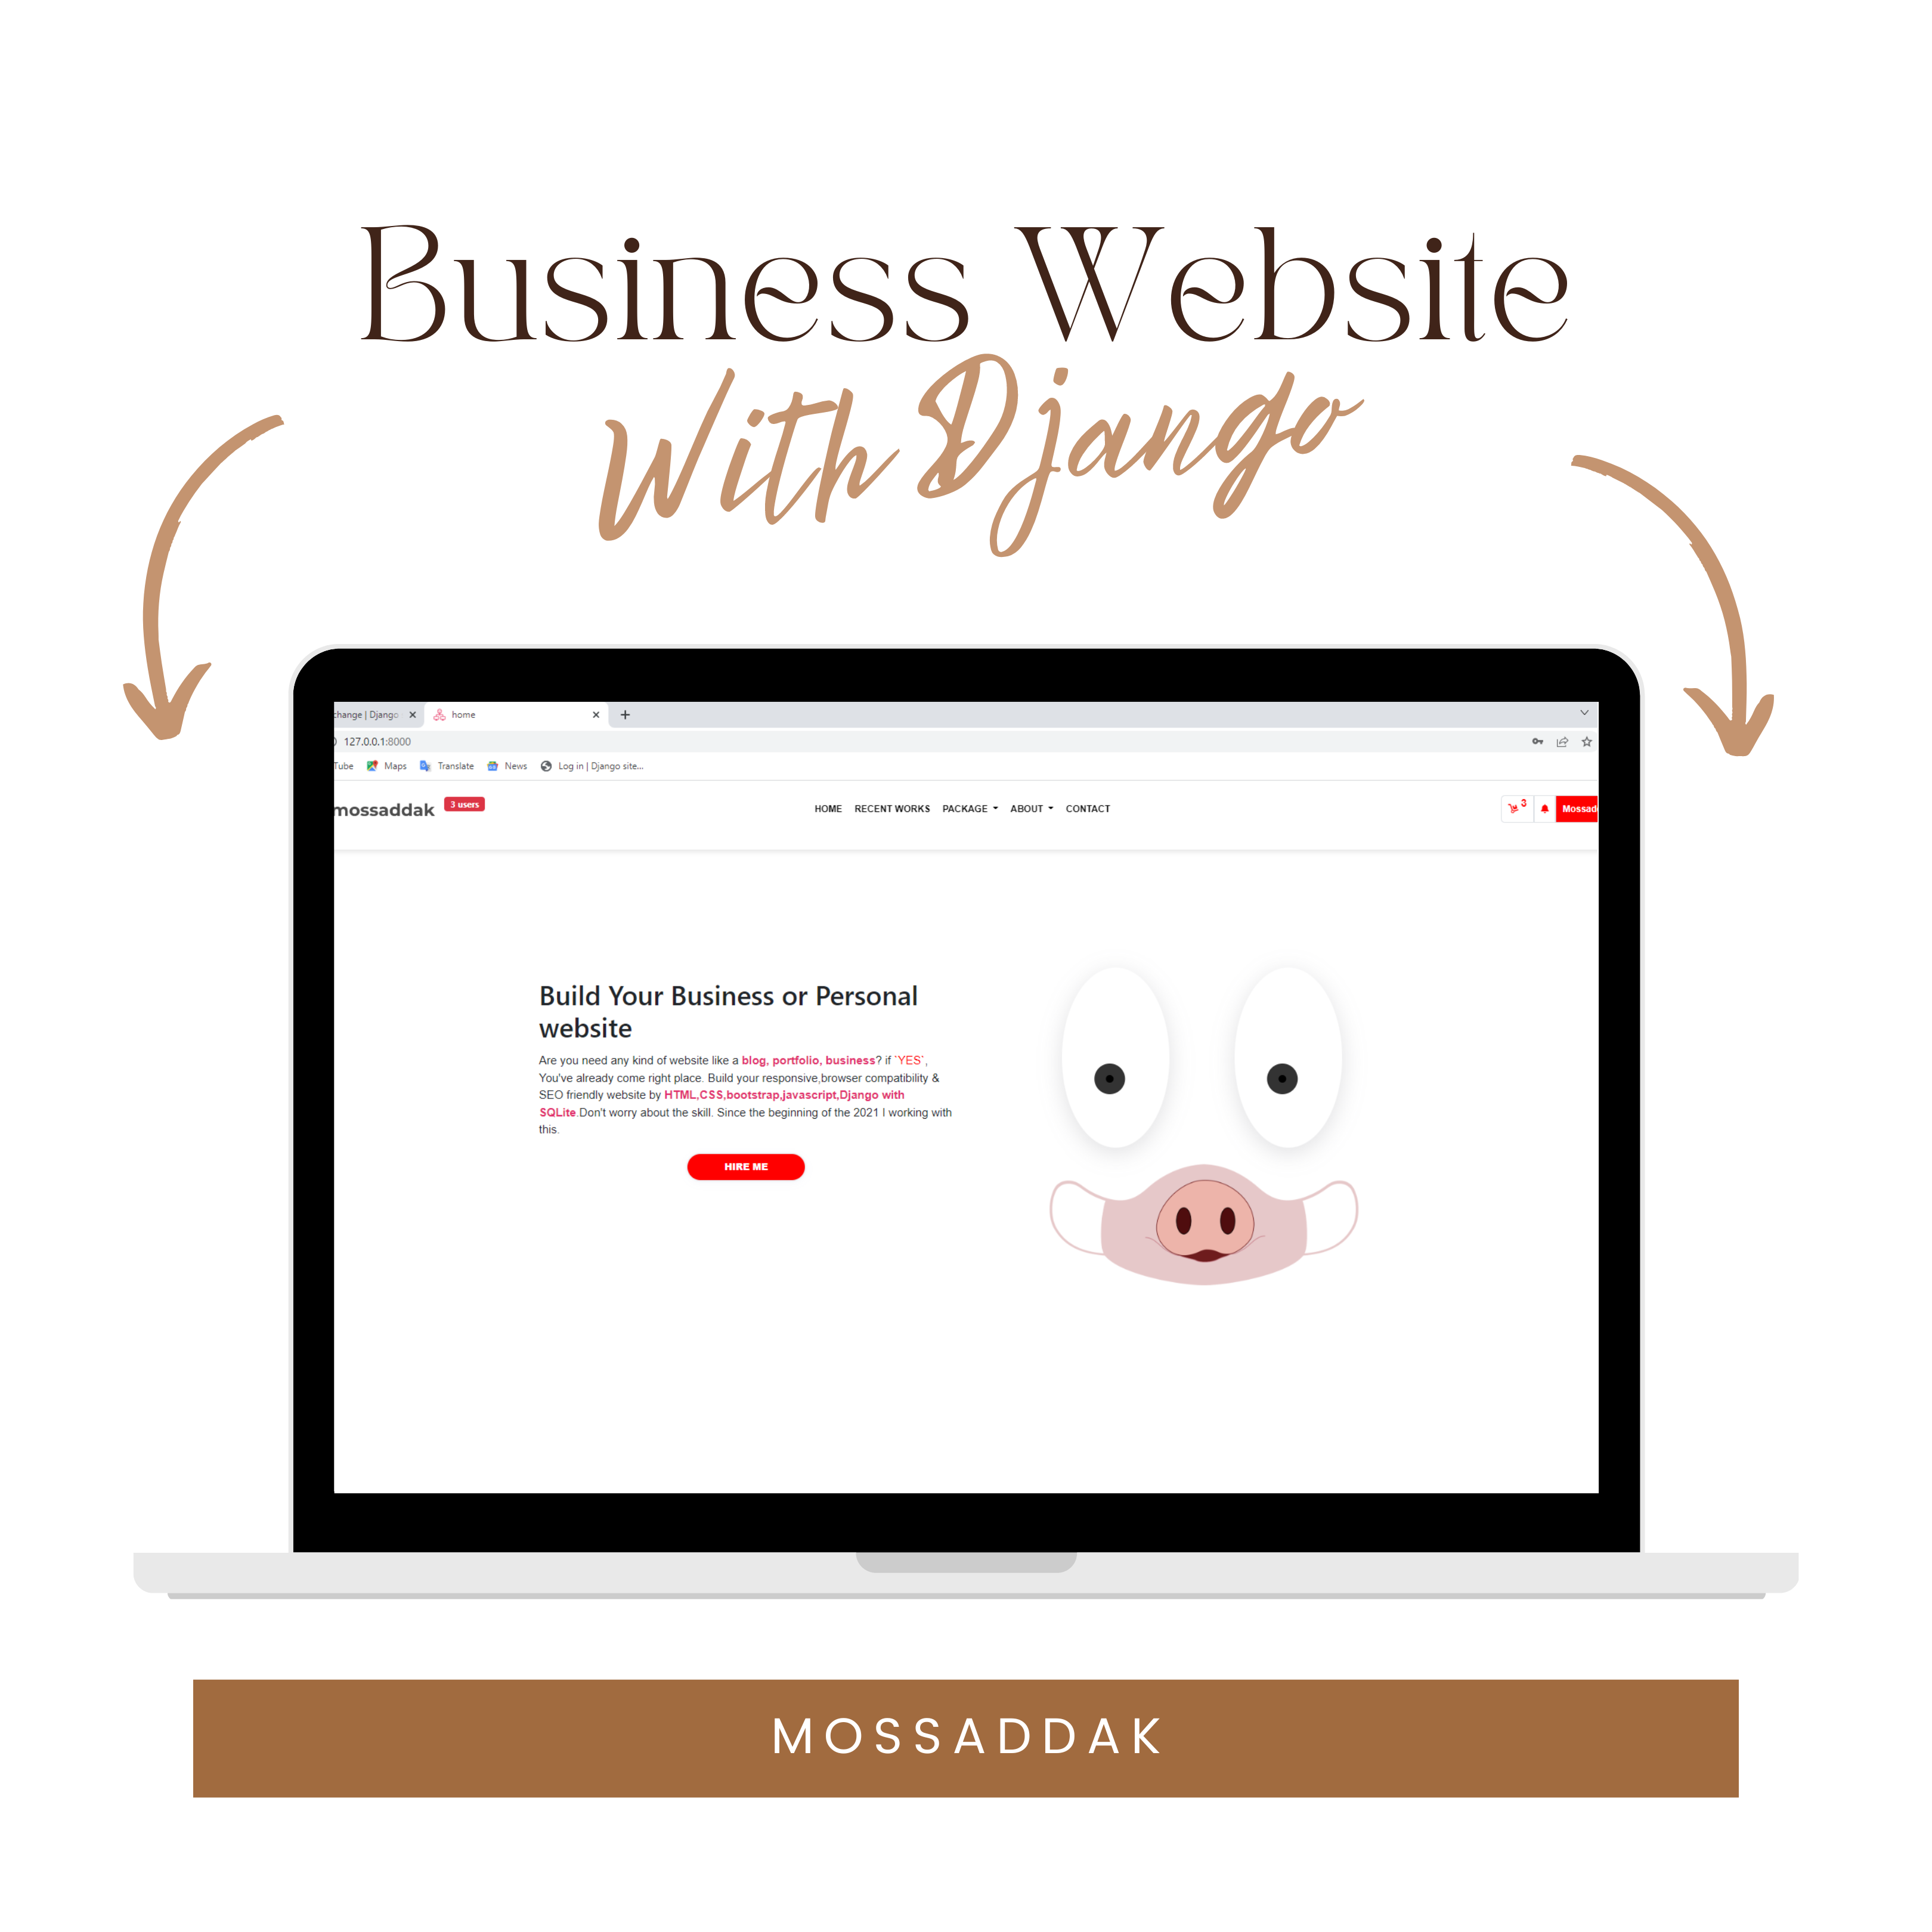 Business Website
With Django
change | Django
home
127.0.0.1:8000
Tube Maps Translate News Log in | Django site...
mossaddak 3 users HOME RECENT WORKS PACKAGE ABOUT CONTACT 3
Build Your Business or Personal
website
Are you need any kind of website like a blog, portfolio, business? if `YES`,
You've already come right place. Build your responsive,browser compatibility &
SEO friendly website by HTML,CSS,bootstrap,javascript,Django with
SQLite.Don't worry about the skill. Since the beginning of the 2021 I working with
this.
HIRE ME
MOSSADDAK